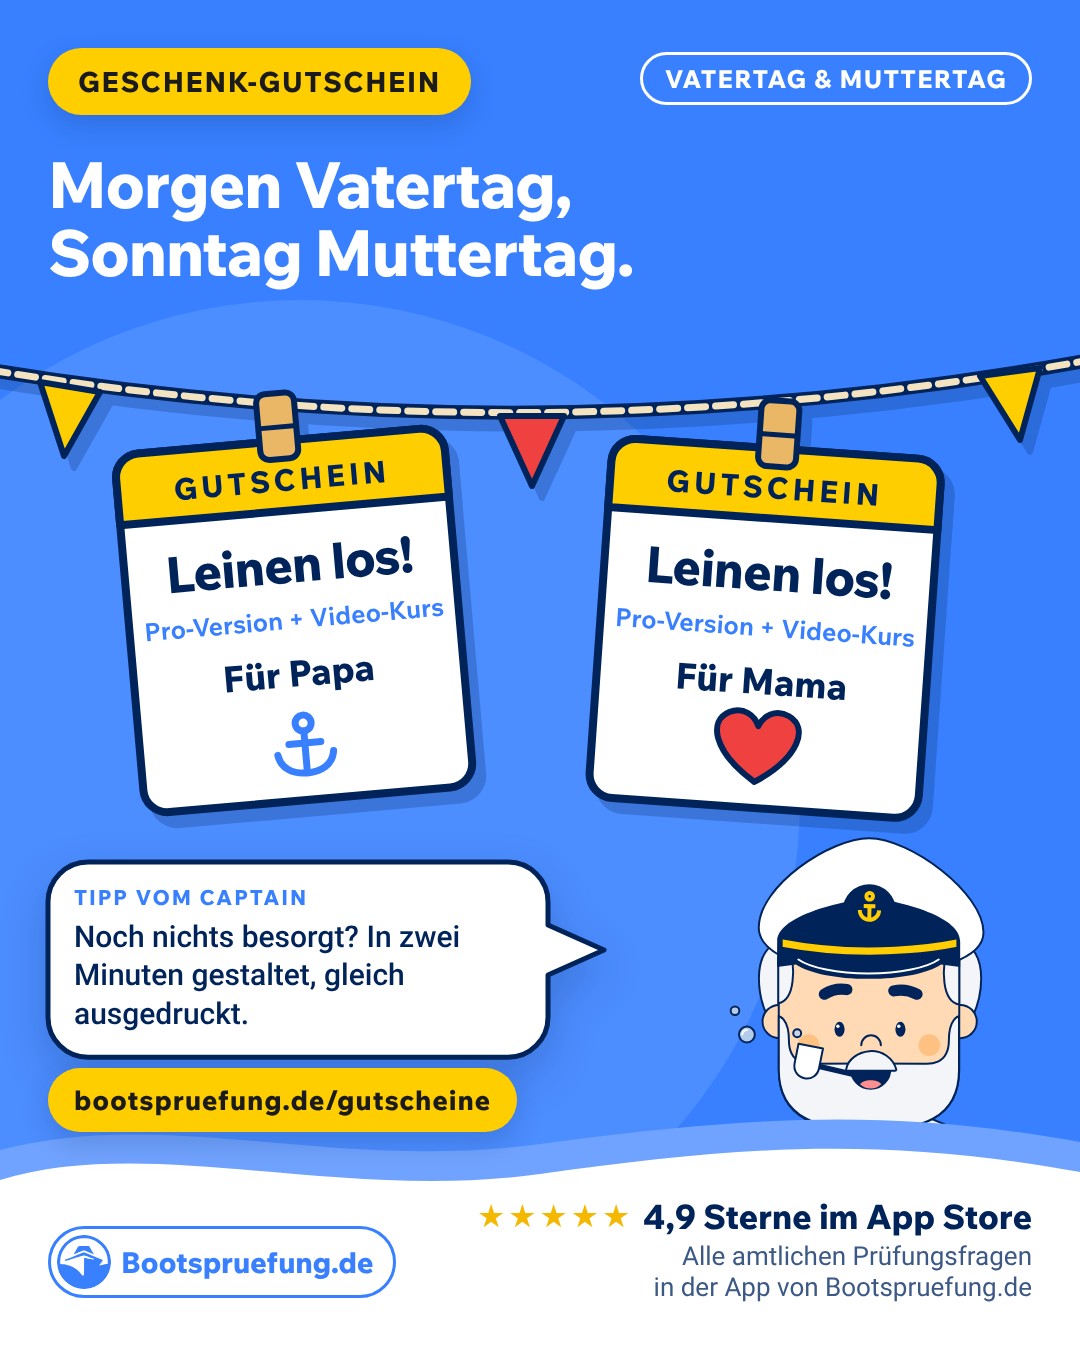 GESCHENK-GUTSCHEIN
VATERTAG & MUTTERTAG
Morgen Vatertag,
Sonntag Muttertag.
GUTSCHEIN
Leinen los!
Pro-Version + Video-Kurs
Für Papa
GUTSCHEIN
Leinen los!
Pro-Version + Video-Kurs
Für Mama
TIPP VOM CAPTAIN
Noch nichts besorgt? In zwei
Minuten gestaltet, gleich
ausgedruckt.
bootspruefung.de/gutscheine
Bootspruefung.de
★★★★★ 4,9 Sterne im App Store
Alle amtlichen Prüfungsfragen
in der App von Bootspruefung.de